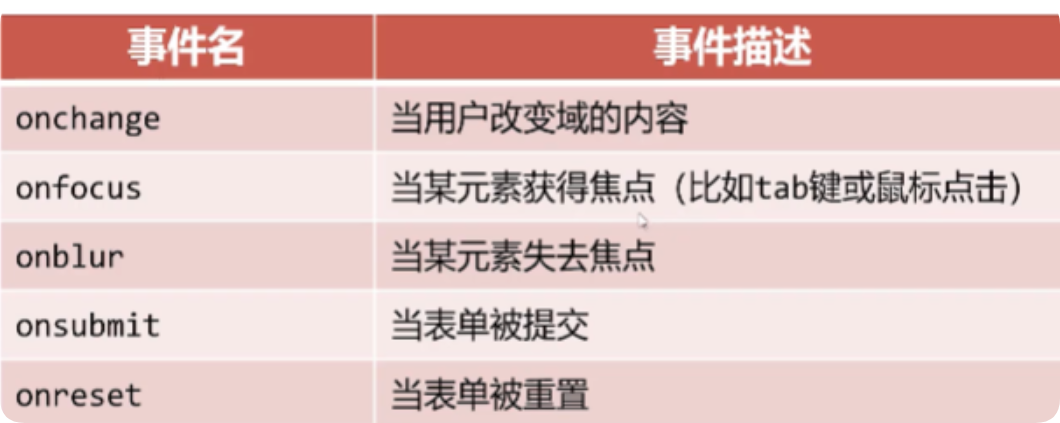 事件名 事件描述
onchange 当用户改变域的内容
onfocus 当某元素获得焦点（比如tab键或鼠标点击）
onblur 当某元素失去焦点
onsubmit 当表单被提交
onreset 当表单被重置